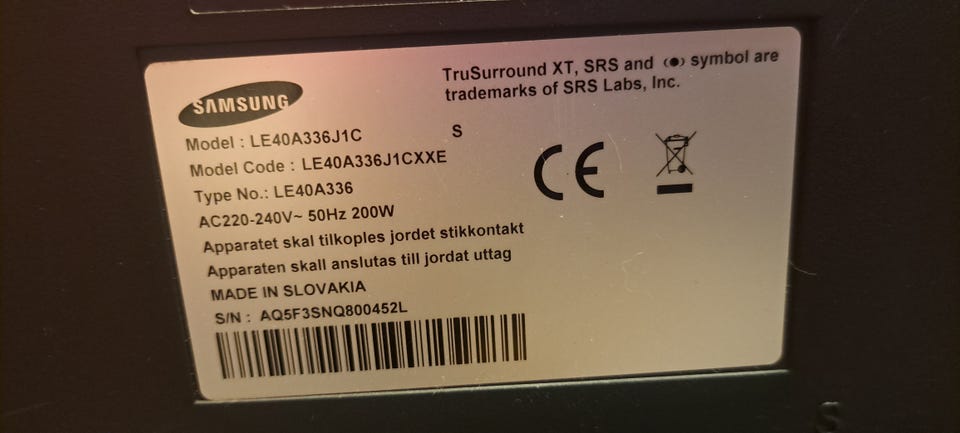 SAMSUNG
TruSurround XT, SRS and (●) symbol are
trademarks of SRS Labs, Inc.
Model : LE40A336J1C S
Model Code : LE40A336J1CXXE
Type No.: LE40A336
AC220-240V~ 50Hz 200W
Apparatet skal tilkoples jordet stikkontakt
Apparaten skall anslutas till jordat uttag
MADE IN SLOVAKIA
S/N : AQ5F3SNQ800452L
CE
S